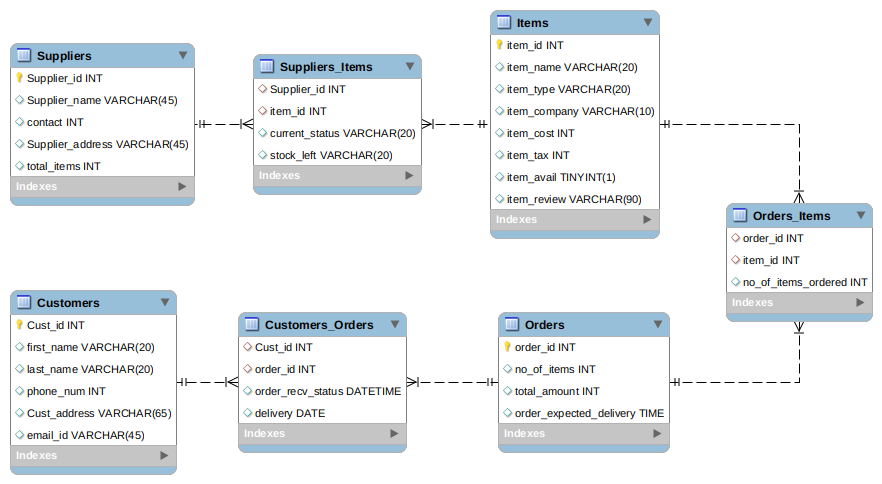 Suppliers
Supplier_id INT
Supplier_name VARCHAR(45)
contact INT
Supplier_address VARCHAR(45)
total_items INT
Indexes
Suppliers_Items
Supplier_id INT
item_id INT
current_status VARCHAR(20)
stock_left VARCHAR(20)
Indexes
Items
item_id INT
item_name VARCHAR(20)
item_type VARCHAR(20)
item_company VARCHAR(10)
item_cost INT
item_tax INT
item_avail TINYINT(1)
item_review VARCHAR(90)
Indexes
Orders_Items
order_id INT
item_id INT
no_of_items_ordered INT
Indexes
Customers
Cust_id INT
first_name VARCHAR(20)
last_name VARCHAR(20)
phone_num INT
Cust_address VARCHAR(65)
email_id VARCHAR(45)
Indexes
Customers_Orders
Cust_id INT
order_id INT
order_recv_status DATETIME
delivery DATE
Indexes
Orders
order_id INT
no_of_items INT
total_amount INT
order_expected_delivery TIME
Indexes